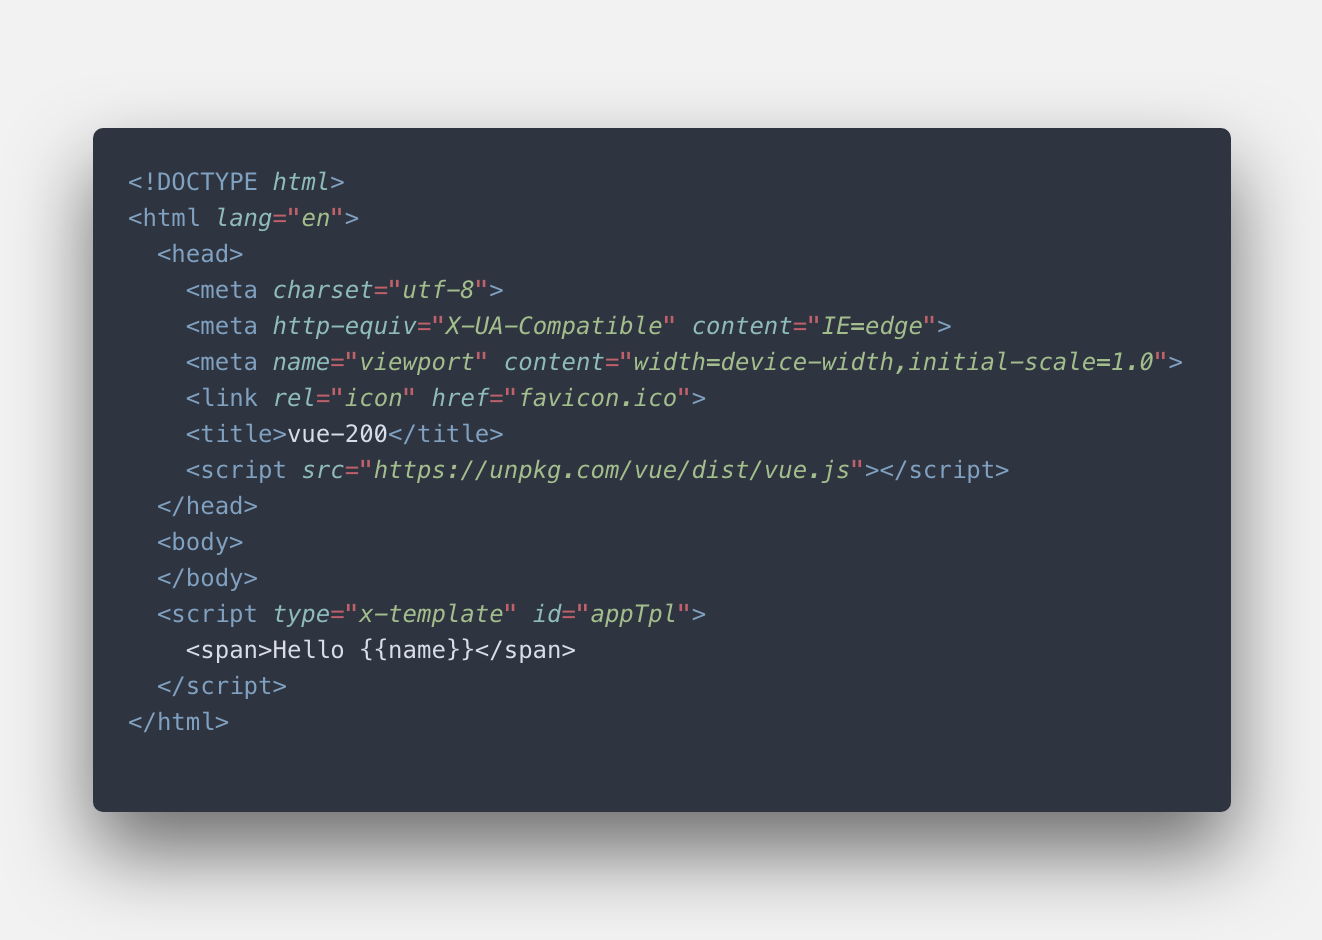 <!DOCTYPE html>
<html lang="en">
  <head>
    <meta charset="utf-8">
    <meta http-equiv="X-UA-Compatible" content="IE=edge">
    <meta name="viewport" content="width=device-width,initial-scale=1.0">
    <link rel="icon" href="favicon.ico">
    <title>vue-200</title>
    <script src="https://unpkg.com/vue/dist/vue.js"></script>
  </head>
  <body>
  </body>
  <script type="x-template" id="appTpl">
    <span>Hello {{name}}</span>
  </script>
</html>